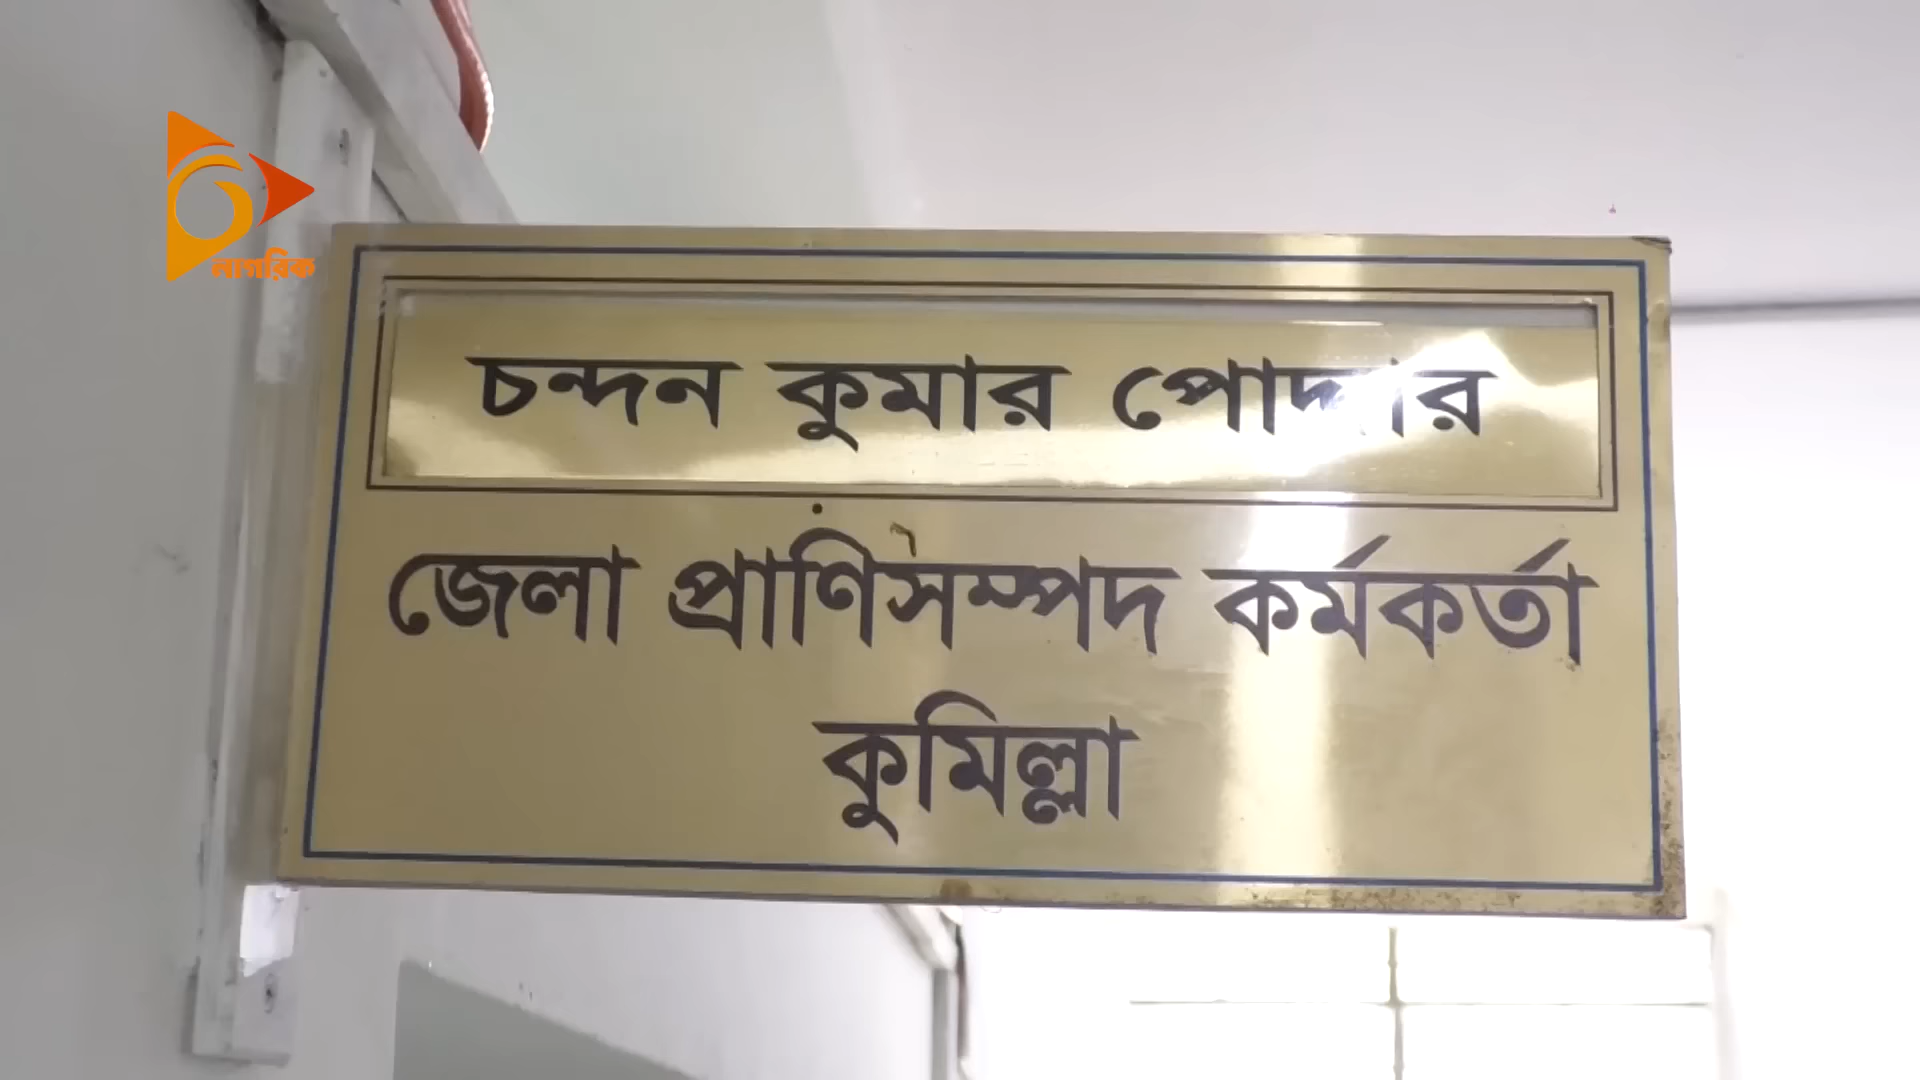 নাগরিক
চন্দন কুমার পোদ্দার
জেলা প্রাণিসম্পদ কর্মকর্তা
কুমিল্লা